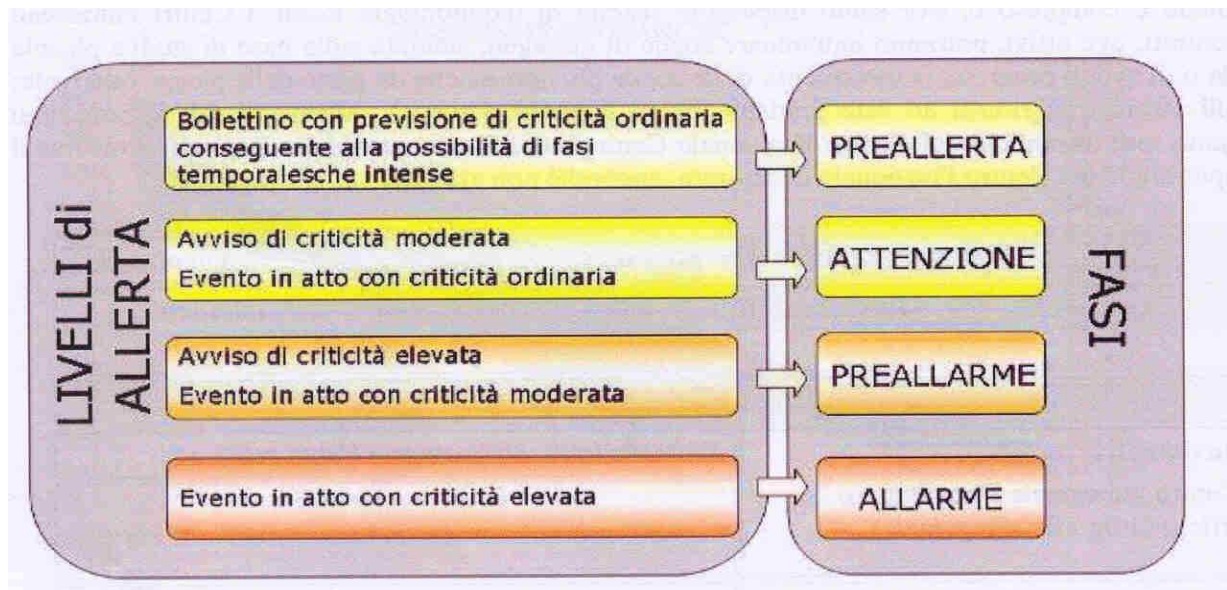 LIVELLI di
ALLERTA
Bollettino con previsione di criticità ordinaria
conseguente alla possibilità di fasi
temporalesche intense
PREALLERTA
Avviso di criticità moderata
Evento in atto con criticità ordinaria
ATTENZIONE
Avviso di criticità elevata
Evento in atto con criticità moderata
PREALLARME
Evento in atto con criticità elevata
ALLARME
FASI